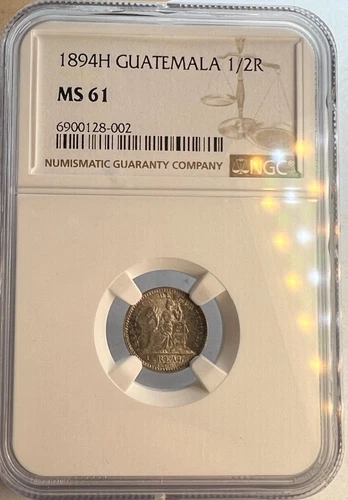 1894H GUATEMALA 1/2R
MS 61
6900128-002
NUMISMATIC GUARANTY COMPANY
NGC